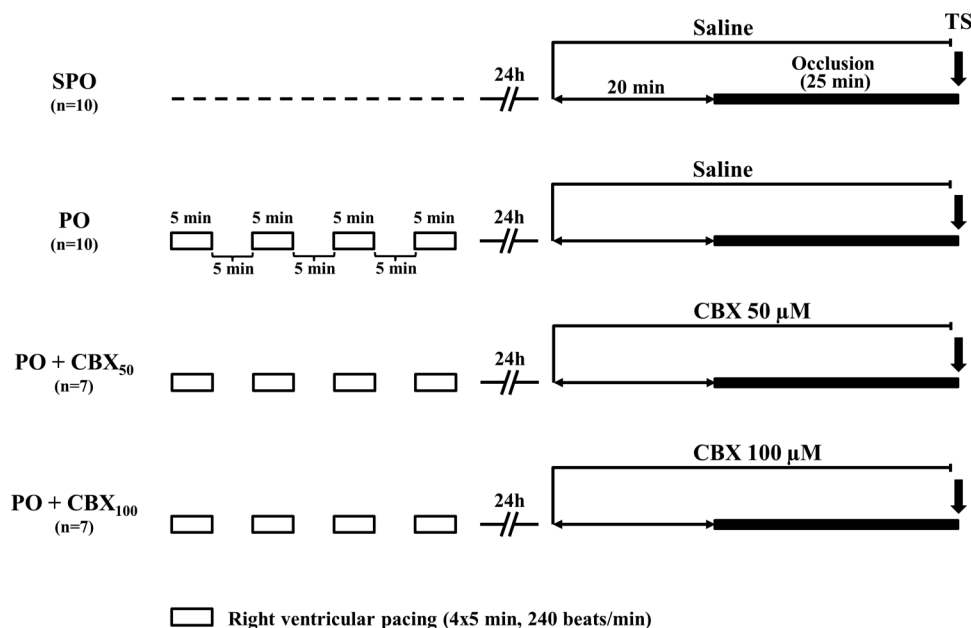 TS
Saline
SPO
(n=10)
24h
20 min
Occlusion
(25 min)
Saline
PO
(n=10)
5 min 5 min 5 min 5 min
5 min 5 min 5 min
24h
CBX 50 µM
PO + CBX50
(n=7)
24h
CBX 100 µM
PO + CBX100
(n=7)
24h
Right ventricular pacing (4x5 min, 240 beats/min)